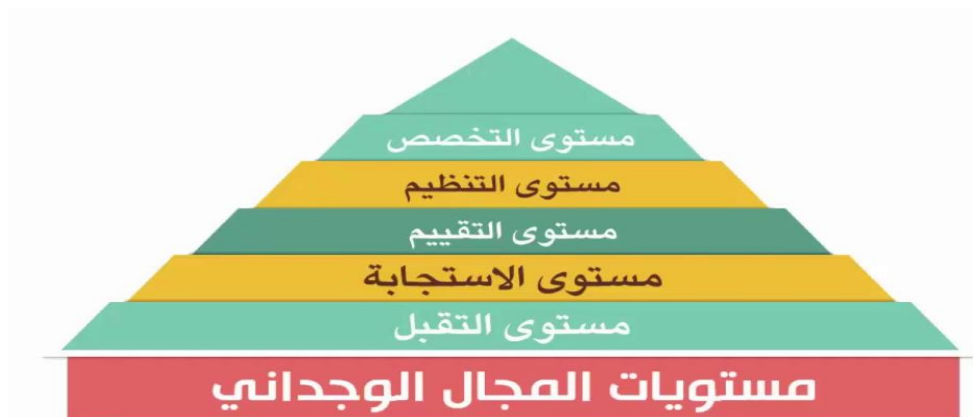 مستوى التخصص
مستوى التنظيم
مستوى التقييم
مستوى الاستجابة
مستوى التقبل
مستويات المجال الوجداني